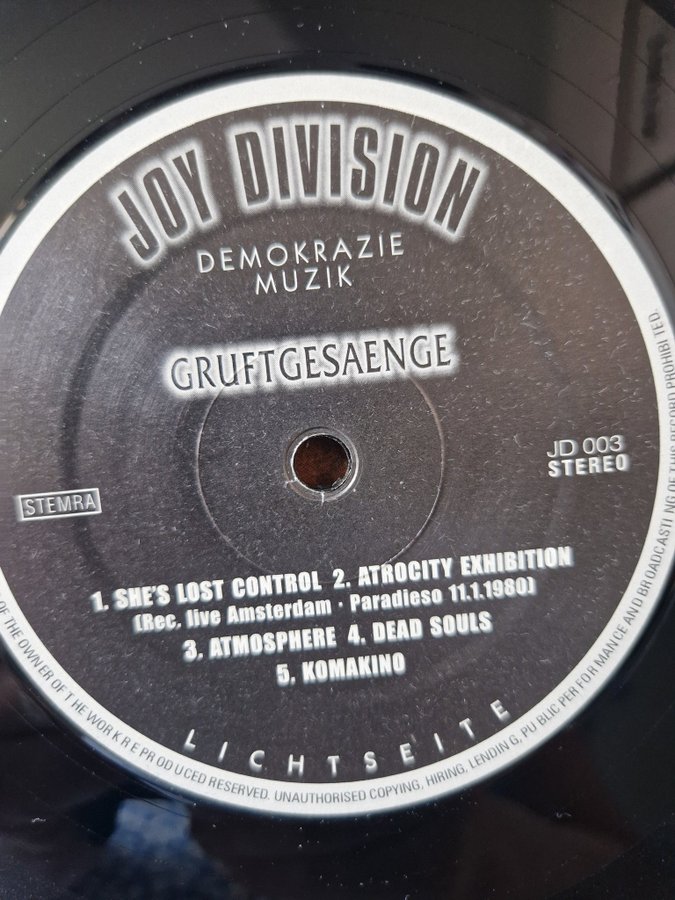 JOY DIVISION
DEMOKRAZIE
MUZIK
GRUFTGESAENGE
JD 003
STEREO
STEMRA
1. SHE'S LOST CONTROL 2. ATROCITY EXHIBITION
(Rec. live Amsterdam · Paradieso 11.1.1980)
3. ATMOSPHERE 4. DEAD SOULS
5. KOMAKINO
LICHTSEITE
OF THE OWNER OF THE WORK REPRODUCED RESERVED. UNAUTHORISED COPYING, HIRING, LENDING, PUBLIC PERFORMANCE AND BROADCASTING OF THIS RECORD PROHIBITED.